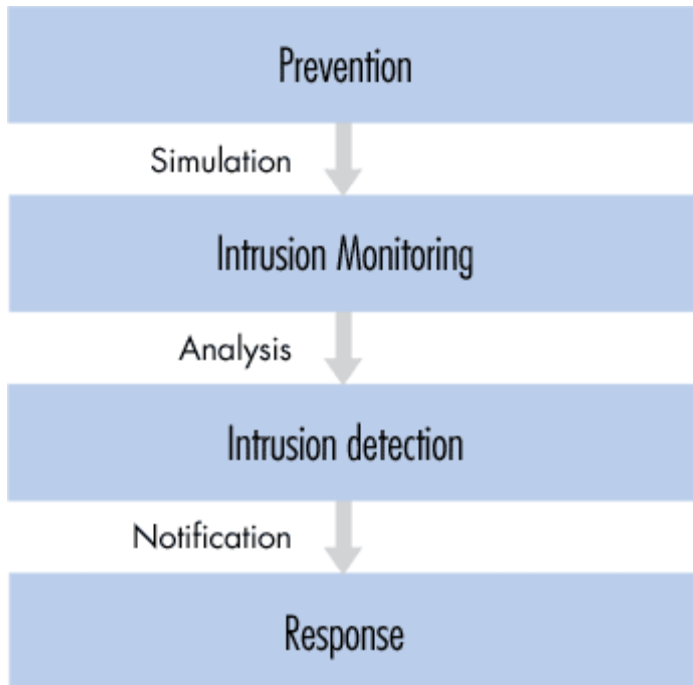 Prevention
Simulation
Intrusion Monitoring
Analysis
Intrusion detection
Notification
Response